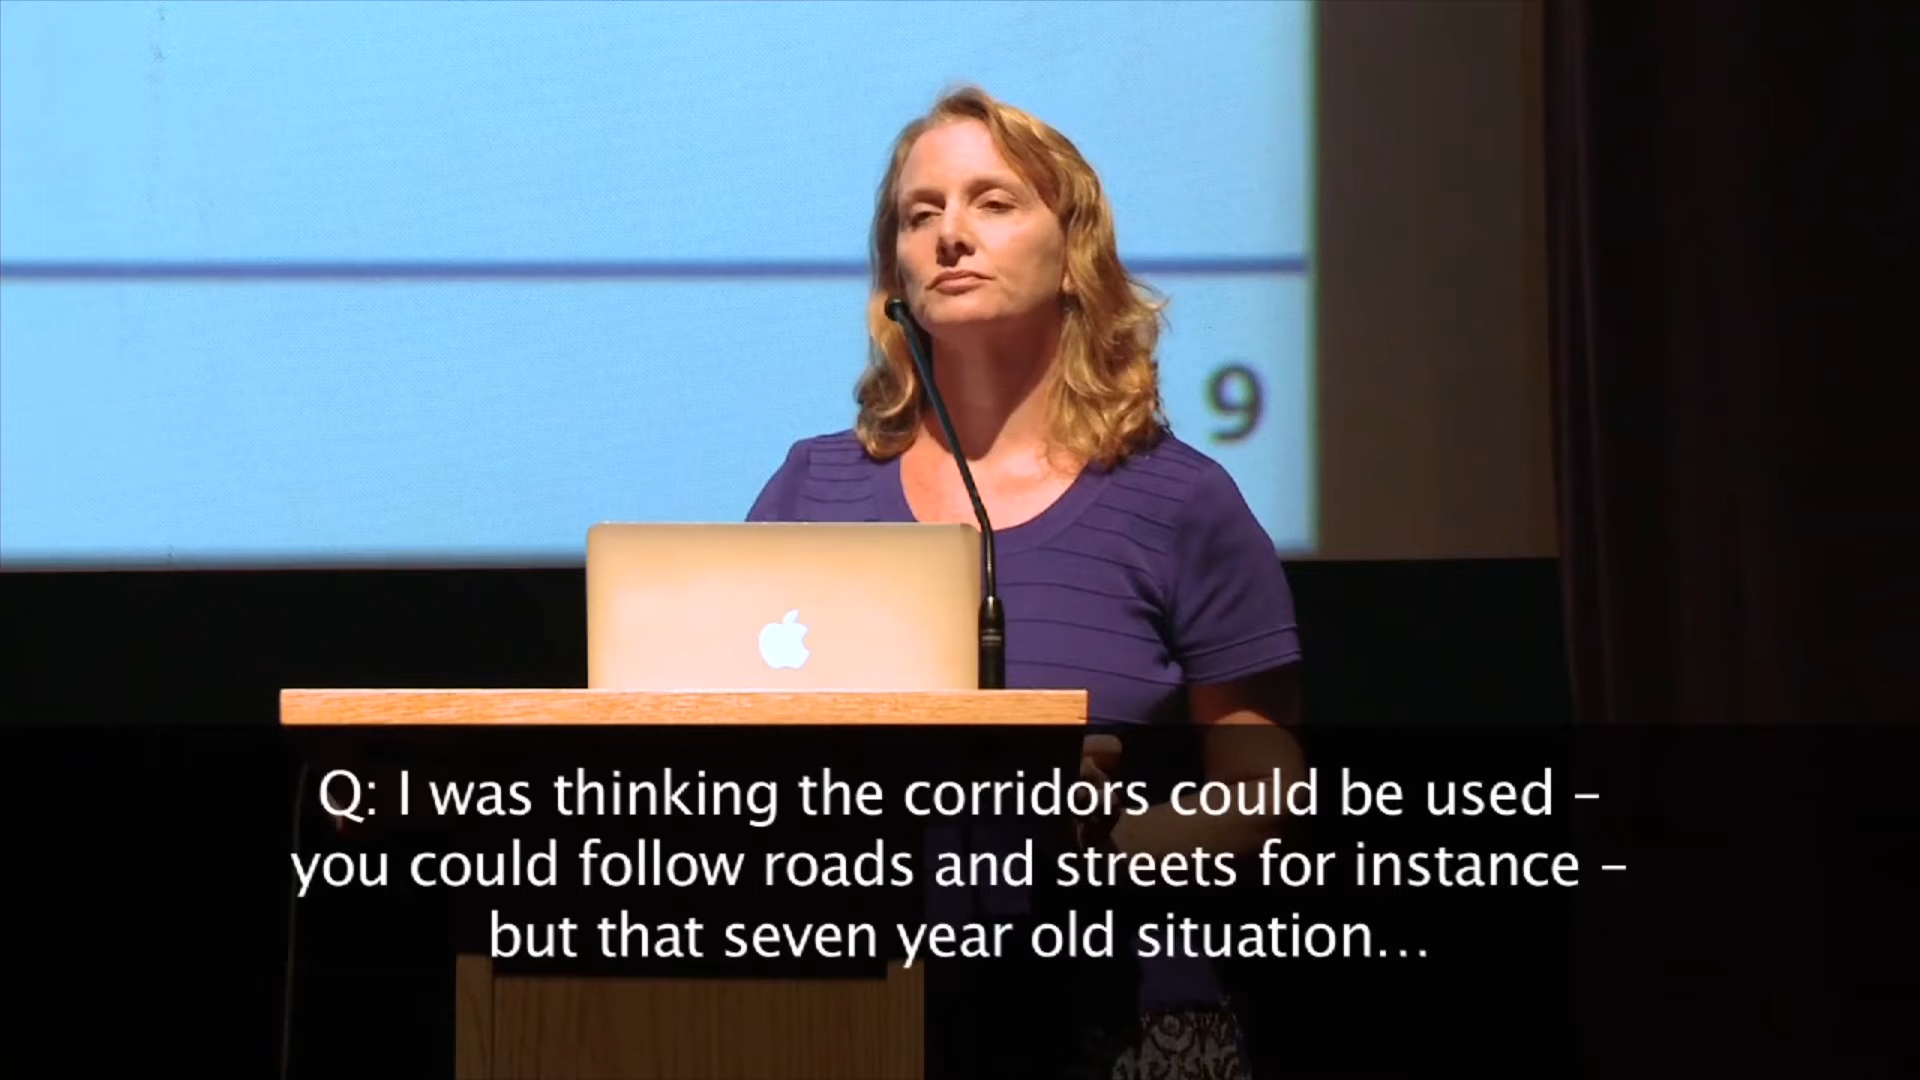 9
Q: I was thinking the corridors could be used –
you could follow roads and streets for instance –
but that seven year old situation...